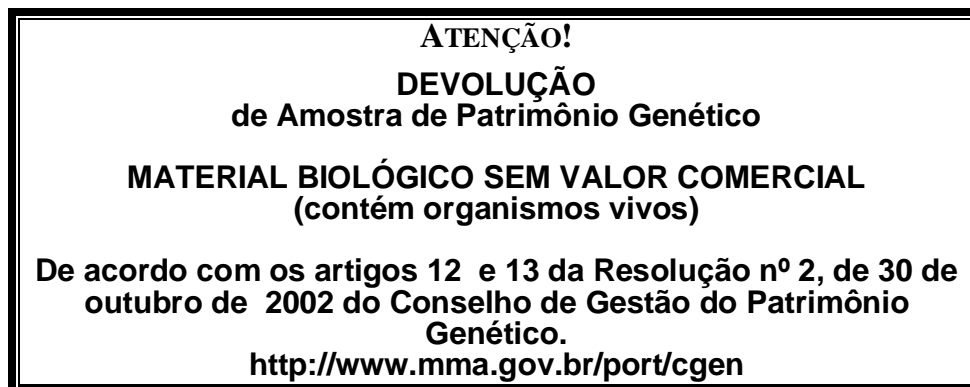 ATENÇÃO!
DEVOLUÇÃO
de Amostra de Patrimônio Genético
MATERIAL BIOLÓGICO SEM VALOR COMERCIAL
(contém organismos vivos)
De acordo com os artigos 12 e 13 da Resolução nº 2, de 30 de
outubro de 2002 do Conselho de Gestão do Patrimônio
Genético.
http://www.mma.gov.br/port/cgen